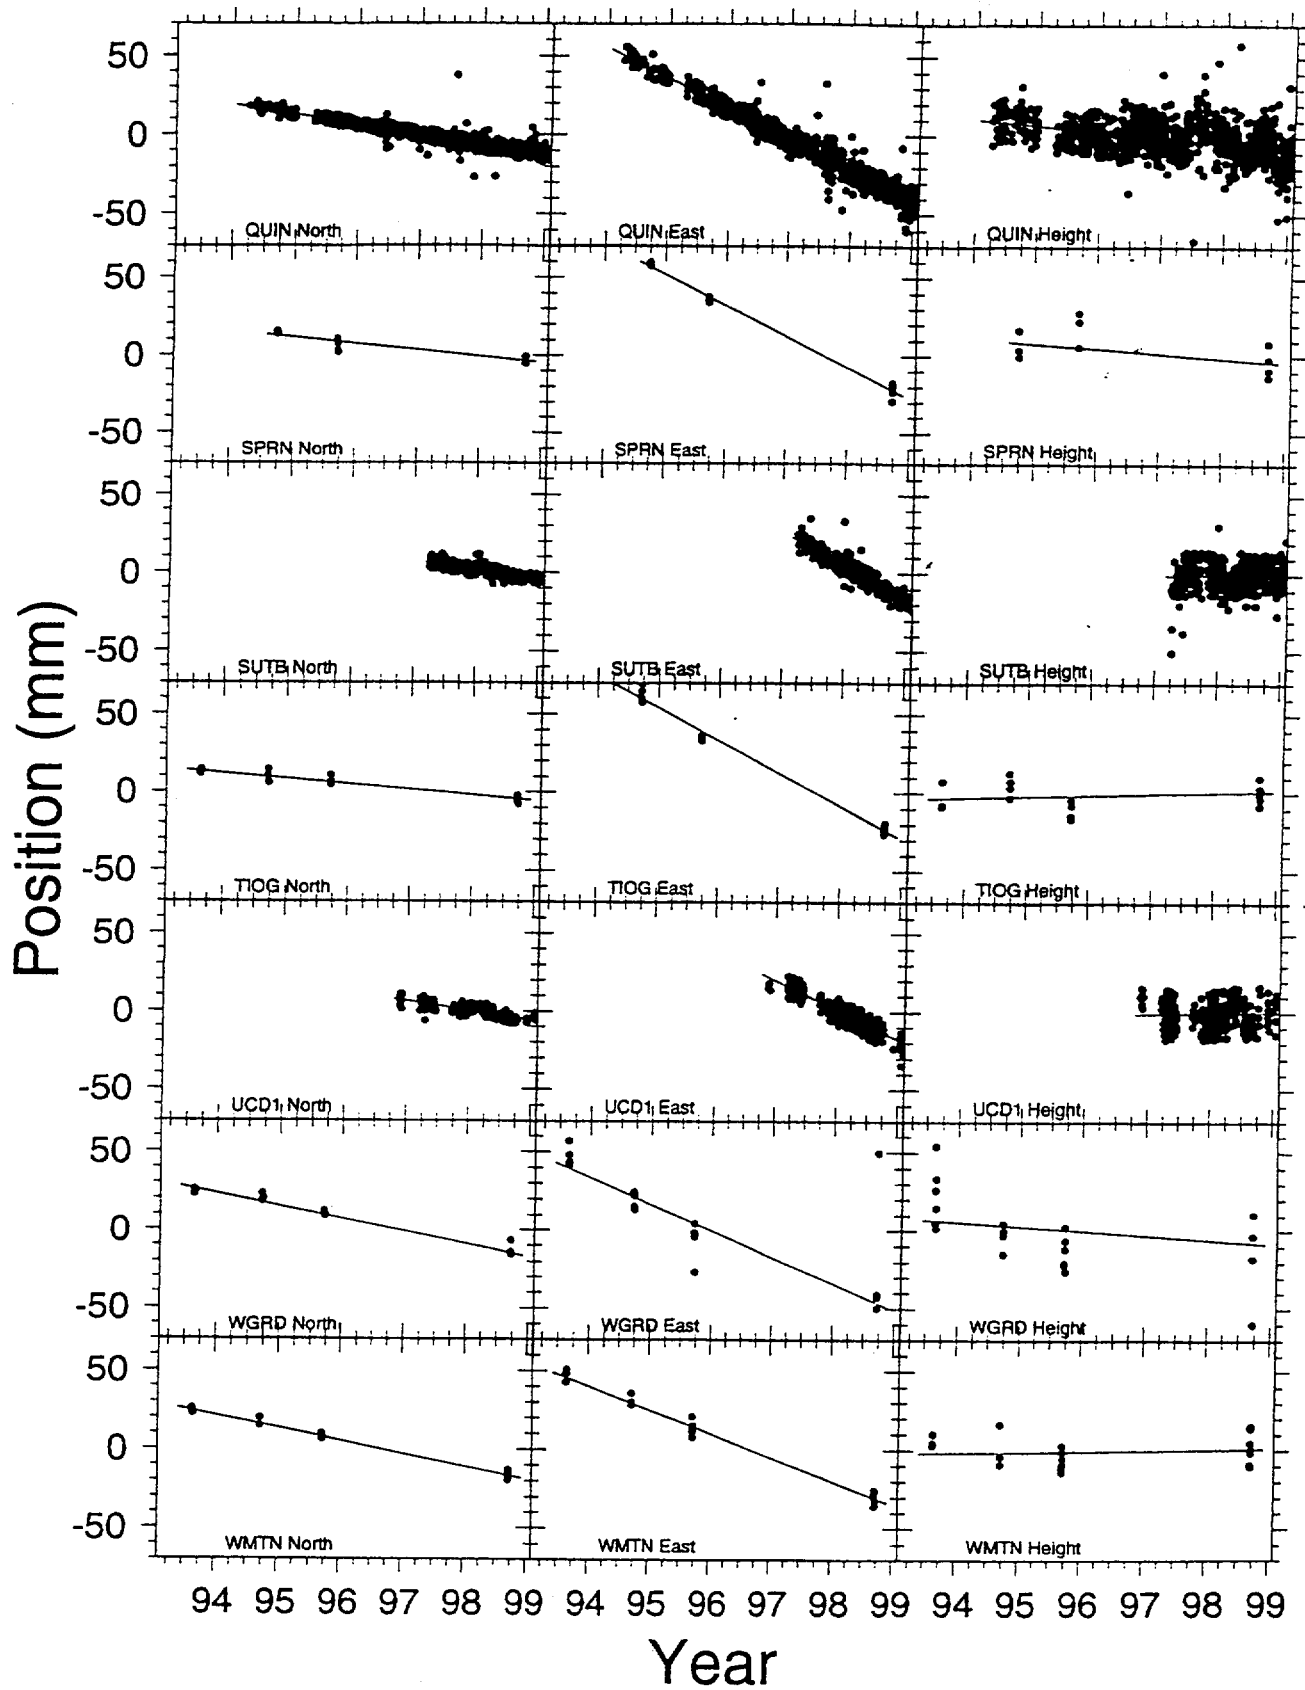 50
0
-50
QUIN North
QUIN East
QUIN Height
50
0
-50
SPRN North
SPRN East
SPRN Height
50
0
-50
SUTB North
SUTB East
SUTB Height
50
0
-50
TIOG North
TIOG East
TIOG Height
50
0
-50
UCD1 North
UCD1 East
UCD1 Height
50
0
-50
WGRD North
WGRD East
WGRD Height
50
0
-50
WMTN North
WMTN East
WMTN Height
94 95 96 97 98 99 94 95 96 97 98 99 94 95 96 97 98 99
Position (mm)
Year